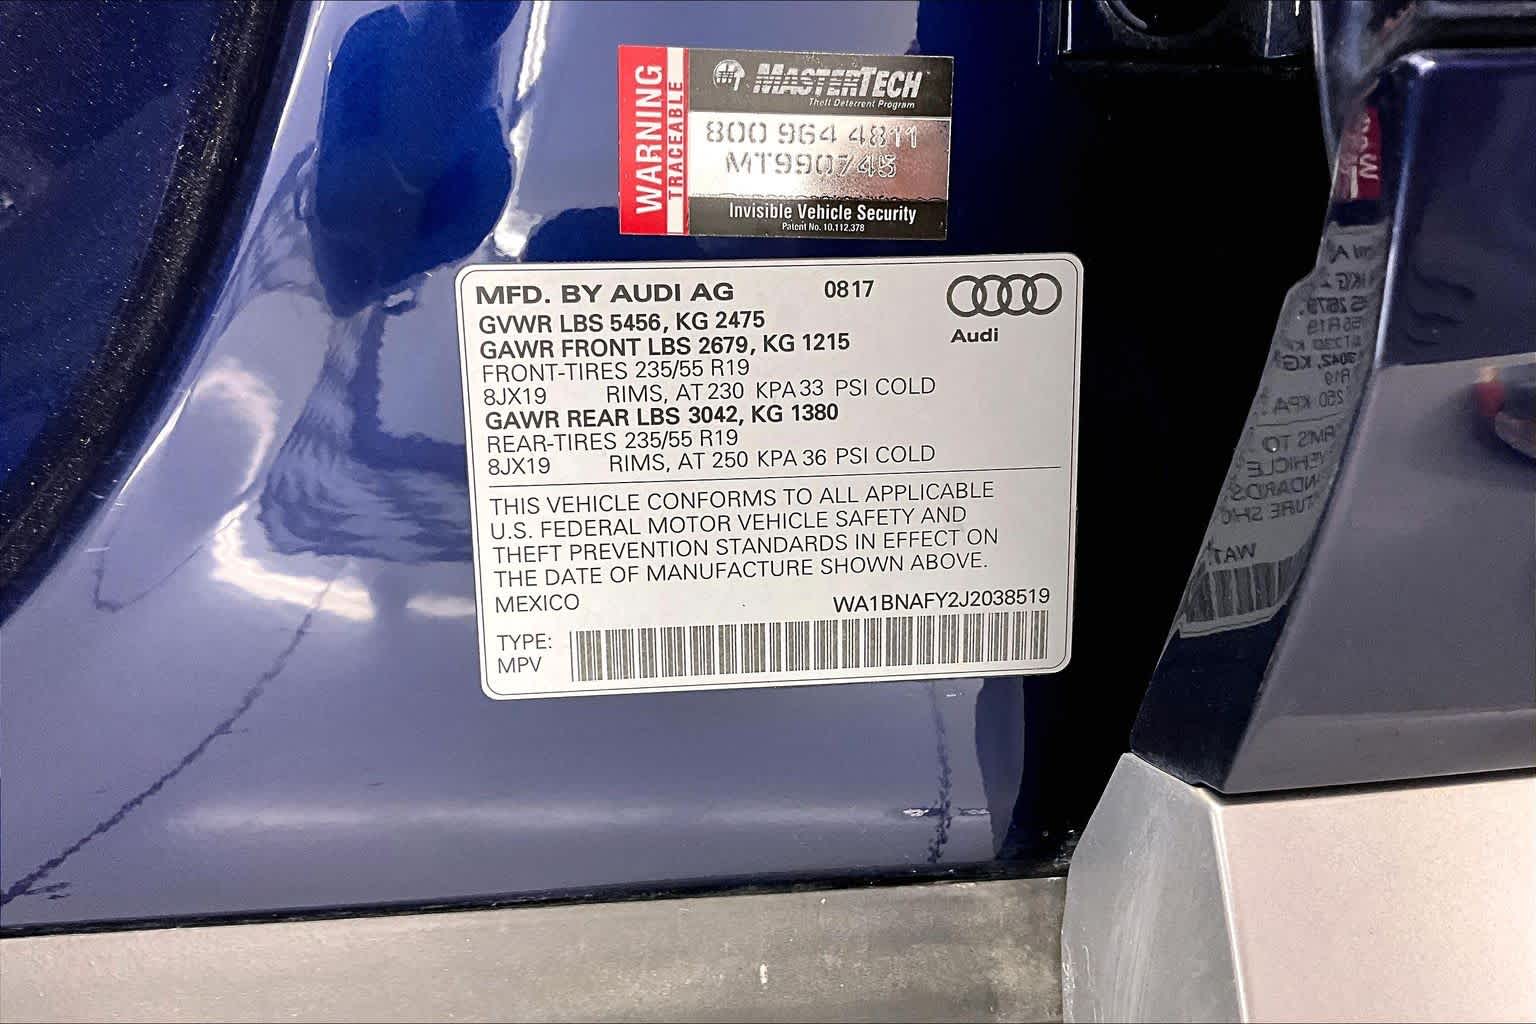 WARNING
TRACEABLE
MT MASTERTECH
Theft Deterrent Program
800 964 4811
MT990745
Invisible Vehicle Security
Patent No. 10,112,378
MFD. BY AUDI AG 0817
Audi
GVWR LBS 5456, KG 2475
GAWR FRONT LBS 2679, KG 1215
FRONT-TIRES 235/55 R19
8JX19 RIMS, AT 230 KPA 33 PSI COLD
GAWR REAR LBS 3042, KG 1380
REAR-TIRES 235/55 R19
8JX19 RIMS, AT 250 KPA 36 PSI COLD
THIS VEHICLE CONFORMS TO ALL APPLICABLE
U.S. FEDERAL MOTOR VEHICLE SAFETY AND
THEFT PREVENTION STANDARDS IN EFFECT ON
THE DATE OF MANUFACTURE SHOWN ABOVE.
MEXICO WA1BNAFY2J2038519
TYPE:
MPV